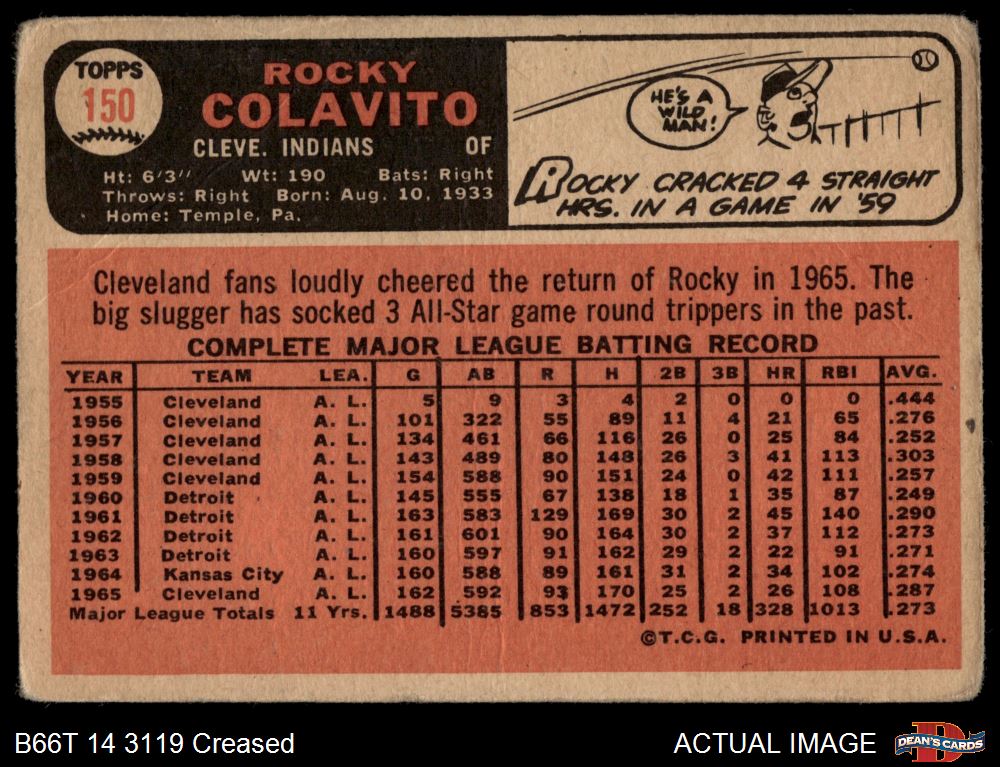 TOPPS
150
ROCKY
COLAVITO
CLEVE. INDIANS OF
Ht: 6'3" Wt: 190 Bats: Right
Throws: Right Born: Aug. 10, 1933
Home: Temple, Pa.
HE'S A
WILD
MAN!
ROCKY CRACKED 4 STRAIGHT
HRS. IN A GAME IN '59
Cleveland fans loudly cheered the return of Rocky in 1965. The
big slugger has socked 3 All-Star game round trippers in the past.
COMPLETE MAJOR LEAGUE BATTING RECORD
YEAR TEAM LEA. G AB R H 2B 3B HR RBI AVG.
1955 Cleveland A. L. 5 9 3 4 2 0 0 0 .444
1956 Cleveland A. L. 101 322 55 89 11 4 21 65 .276
1957 Cleveland A. L. 134 461 66 116 26 0 25 84 .252
1958 Cleveland A. L. 143 489 80 148 26 3 41 113 .303
1959 Cleveland A. L. 154 588 90 151 24 0 42 111 .257
1960 Detroit A. L. 145 555 67 138 18 1 35 87 .249
1961 Detroit A. L. 163 583 129 169 30 2 45 140 .290
1962 Detroit A. L. 161 601 90 164 30 2 37 112 .273
1963 Detroit A. L. 160 597 91 162 29 2 22 91 .271
1964 Kansas City A. L. 160 588 89 161 31 2 34 102 .274
1965 Cleveland A. L. 162 592 93 170 25 2 26 108 .287
Major League Totals 11 Yrs. 1488 5385 853 1472 252 18 328 1013 .273
©T.C.G. PRINTED IN U.S.A.
B66T 14 3119 Creased
ACTUAL IMAGE
D
DEAN'S CARDS